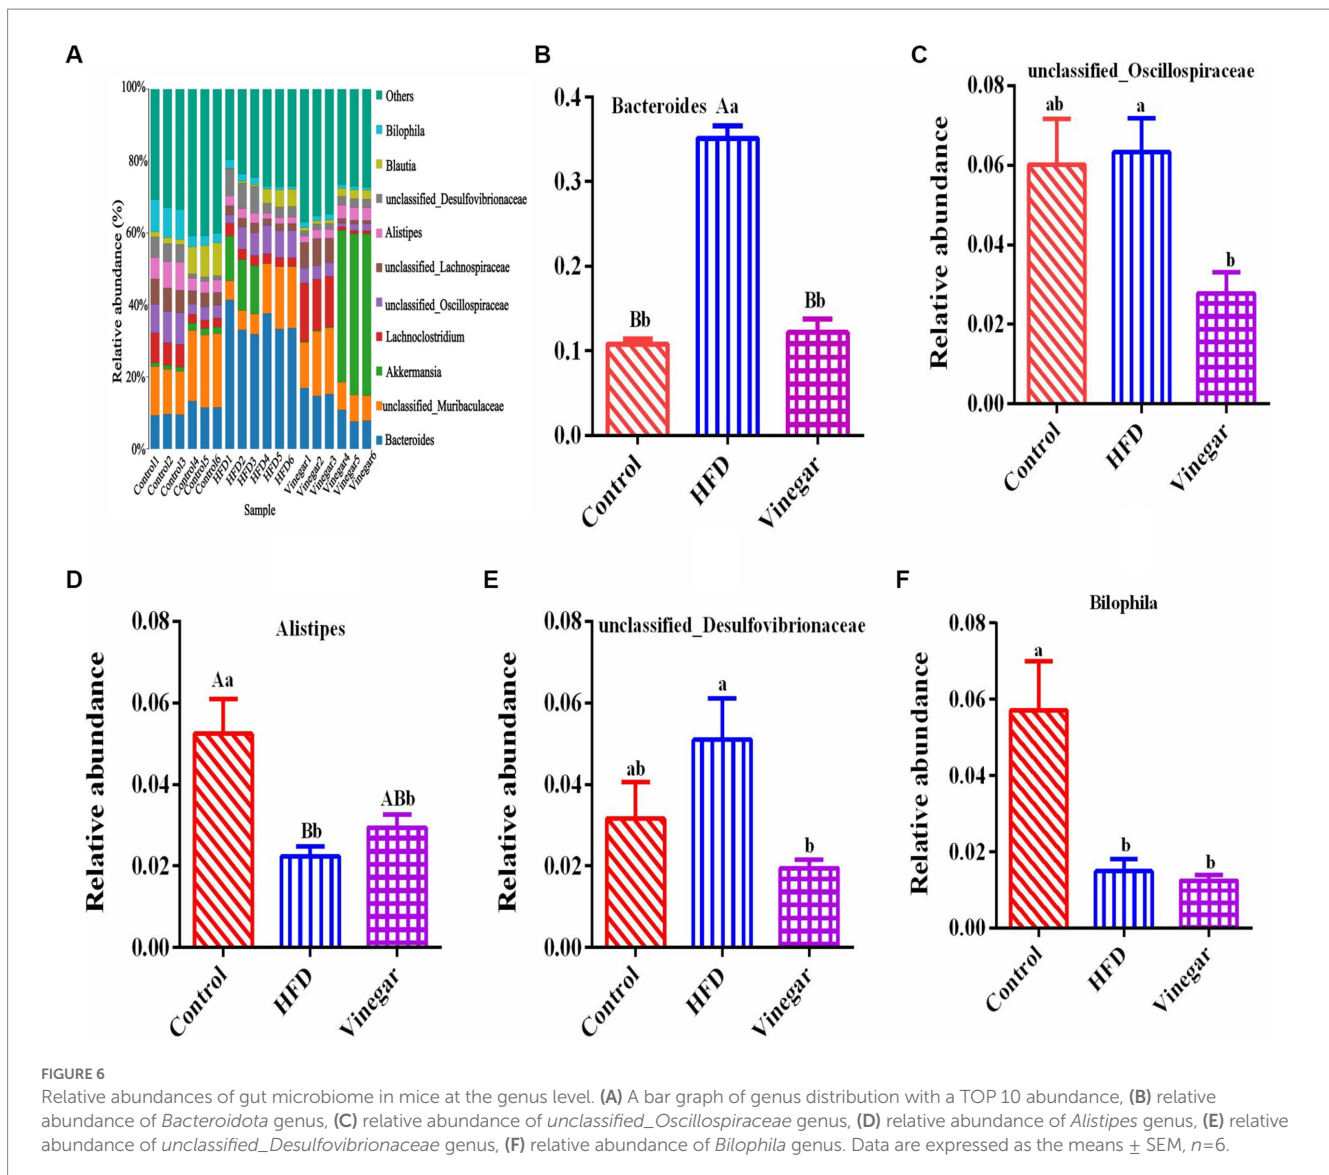 A
100%
80%
60%
40%
20%
0%
Relative abundance (%)
Control1
Control2
Control3
Control4
Control5
Control6
HFD1
HFD2
HFD3
HFD4
HFD5
HFD6
Vinegar1
Vinegar2
Vinegar3
Vinegar4
Vinegar5
Vinegar6
Sample
Others
Bilophila
Blautia
unclassified_Desulfovibrionaceae
Alistipes
unclassified_Lachnospiraceae
unclassified_Oscillospiraceae
Lachnoclostridium
Akkermansia
unclassified_Muribaculaceae
Bacteroides
B
Bacteroides
0.4
0.3
0.2
0.1
0.0
Bb
Aa
Bb
Control
HFD
Vinegar
C
unclassified_Oscillospiraceae
Relative abundance
0.08
0.06
0.04
0.02
0.00
ab
a
b
Control
HFD
Vinegar
D
Alistipes
Relative abundance
0.08
0.06
0.04
0.02
0.00
Aa
Bb
ABb
Control
HFD
Vinegar
E
unclassified_Desulfovibrionaceae
Relative abundance
0.08
0.06
0.04
0.02
0.00
ab
a
b
Control
HFD
Vinegar
F
Bilophila
Relative abundance
0.08
0.06
0.04
0.02
0.00
a
b
b
Control
HFD
Vinegar
FIGURE 6
Relative abundances of gut microbiome in mice at the genus level. (A) A bar graph of genus distribution with a TOP 10 abundance, (B) relative
abundance of Bacteroidota genus, (C) relative abundance of unclassified_Oscillospiraceae genus, (D) relative abundance of Alistipes genus, (E) relative
abundance of unclassified_Desulfovibrionaceae genus, (F) relative abundance of Bilophila genus. Data are expressed as the means ± SEM, n=6.